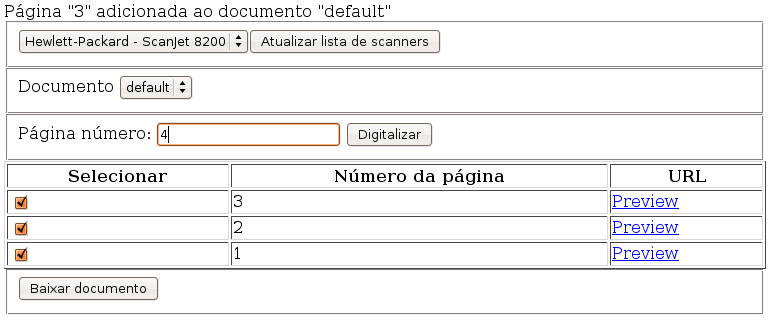 Página "3" adicionada ao documento "default"
Hewlett-Packard - ScanJet 8200 Atualizar lista de scanners
Documento default
Página número: 4 Digitalizar
Selecionar Número da página URL
3 Preview
2 Preview
1 Preview
Baixar documento